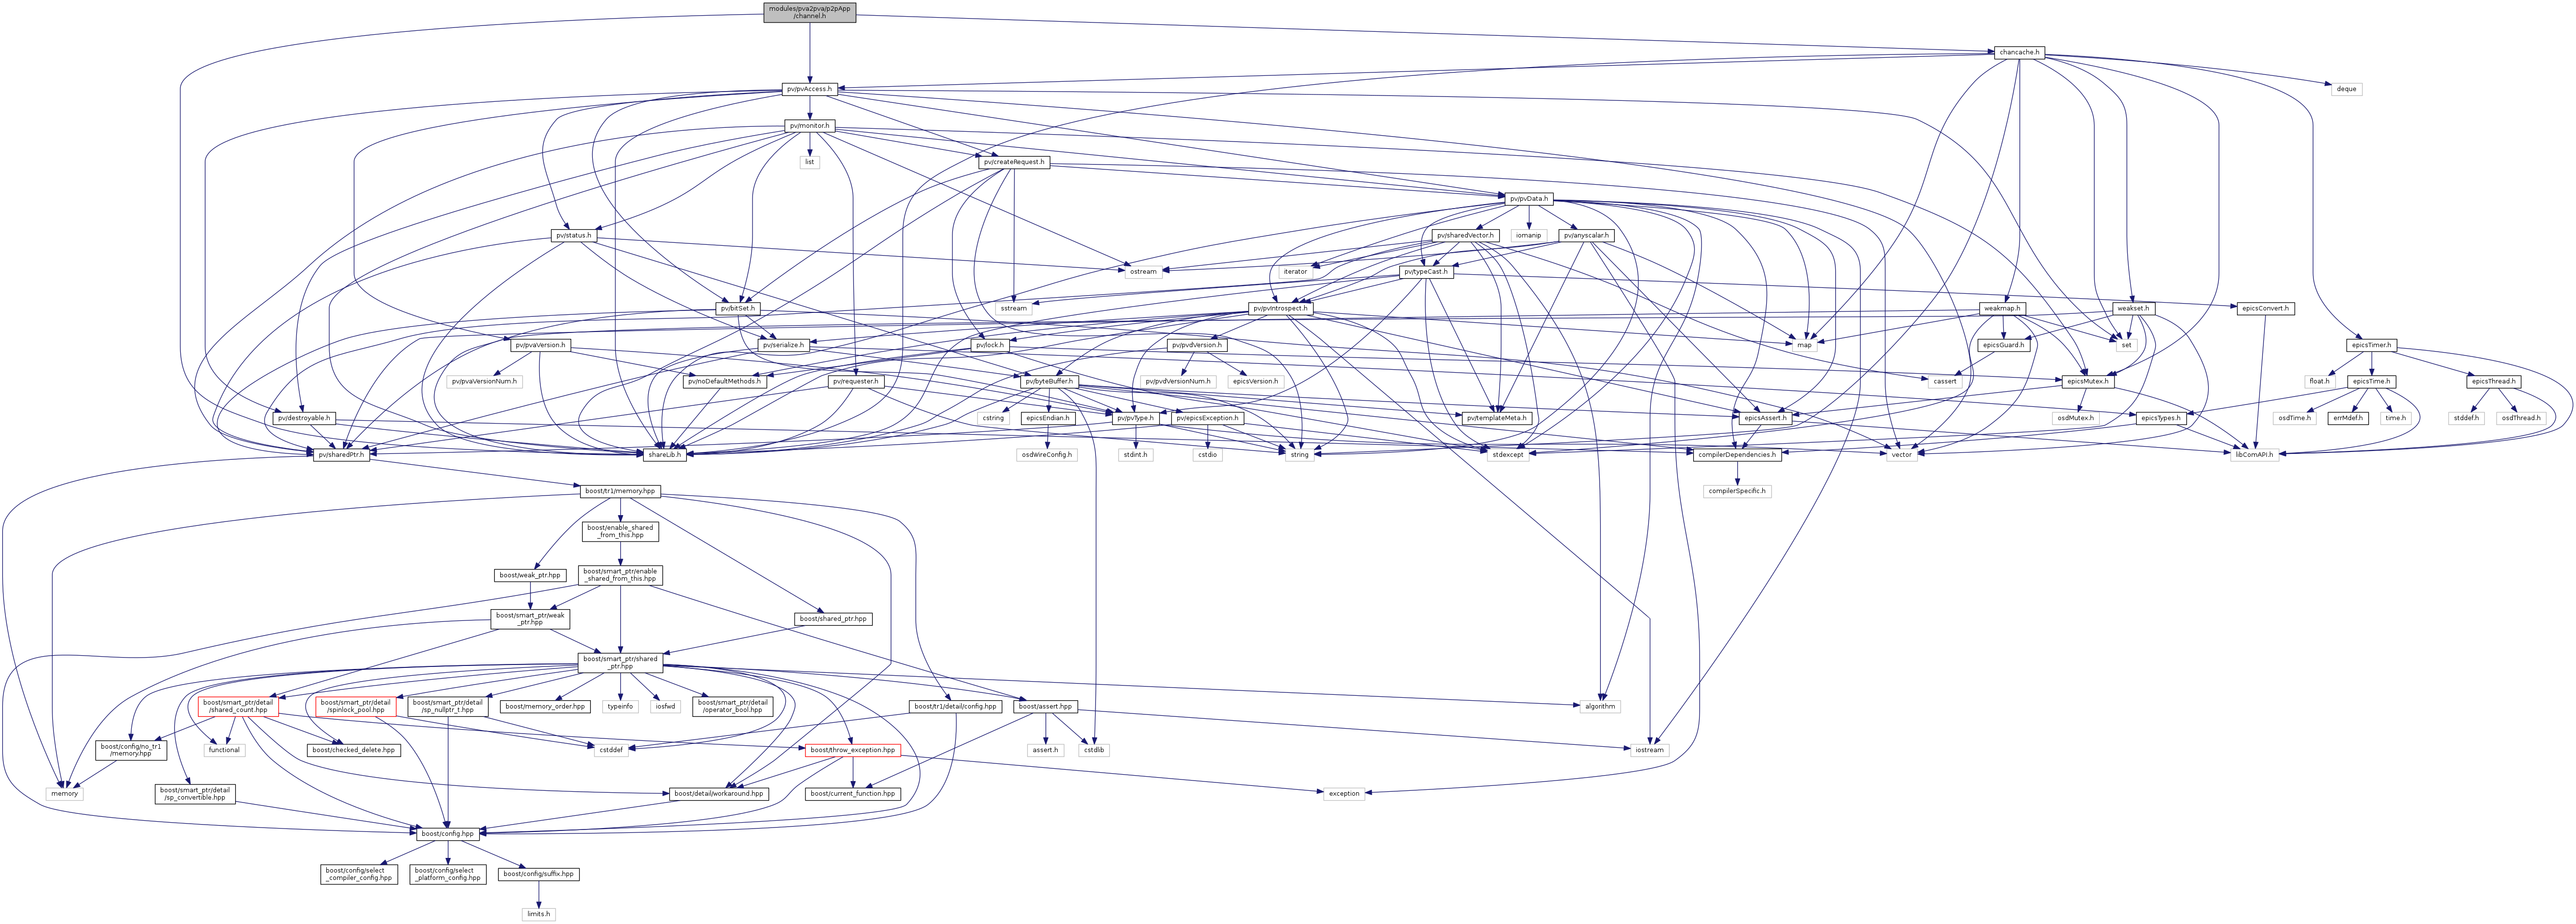 modules/pva2pva/p2pApp
/channel.h
chancache.h
pv/pvAccess.h
deque
pv/monitor.h
list
pv/createRequest.h
pv/pvData.h
pv/status.h
pv/sharedVector.h
iomanip
pv/anyscalar.h
ostream
iterator
pv/typeCast.h
pv/bitSet.h
sstream
pv/pvIntrospect.h
weakmap.h
weakset.h
epicsConvert.h
pv/pvaVersion.h
pv/serialize.h
pv/lock.h
pv/pvdVersion.h
map
epicsGuard.h
set
epicsTimer.h
pv/pvaVersionNum.h
pv/noDefaultMethods.h
pv/requester.h
pv/byteBuffer.h
pv/pvdVersionNum.h
epicsVersion.h
cassert
epicsMutex.h
float.h
epicsTime.h
epicsThread.h
pv/destroyable.h
cstring
epicsEndian.h
pv/pvType.h
pv/epicsException.h
pv/templateMeta.h
epicsAssert.h
osdMutex.h
epicsTypes.h
osdTime.h
errMdef.h
time.h
stddef.h
osdThread.h
pv/sharedPtr.h
shareLib.h
osdWireConfig.h
stdint.h
cstdio
string
stdexcept
compilerDependencies.h
vector
libComAPI.h
boost/tr1/memory.hpp
compilerSpecific.h
boost/enable_shared
_from_this.hpp
boost/weak_ptr.hpp
boost/smart_ptr/enable
_shared_from_this.hpp
boost/smart_ptr/weak
_ptr.hpp
boost/shared_ptr.hpp
boost/smart_ptr/shared
_ptr.hpp
boost/smart_ptr/detail
/shared_count.hpp
boost/smart_ptr/detail
/spinlock_pool.hpp
boost/smart_ptr/detail
/sp_nullptr_t.hpp
boost/memory_order.hpp
typeinfo
iosfwd
boost/smart_ptr/detail
/operator_bool.hpp
boost/tr1/detail/config.hpp
boost/assert.hpp
algorithm
boost/config/no_tr1
/memory.hpp
functional
boost/checked_delete.hpp
cstddef
boost/throw_exception.hpp
assert.h
cstdlib
iostream
memory
boost/smart_ptr/detail
/sp_convertible.hpp
boost/detail/workaround.hpp
boost/current_function.hpp
exception
boost/config.hpp
boost/config/select
_compiler_config.hpp
boost/config/select
_platform_config.hpp
boost/config/suffix.hpp
limits.h